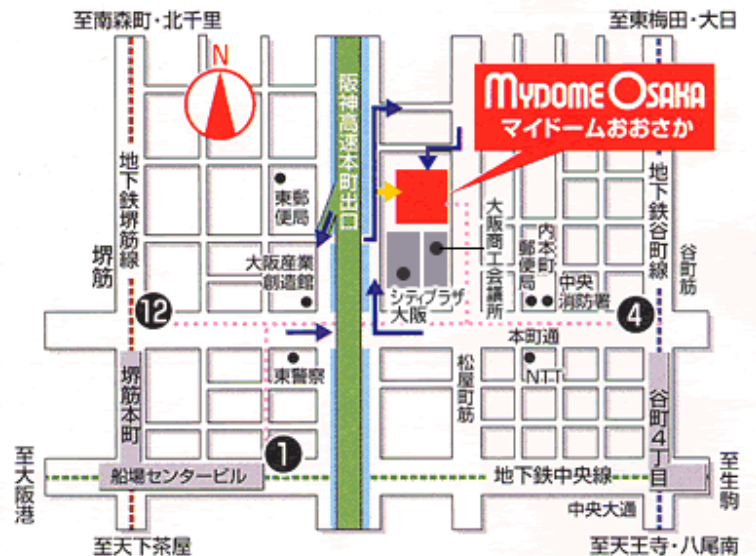 至南森町・北千里
至東梅田・大日
N
MYDOME OSAKA
マイドームおおさか
阪神高速本町出口
地下鉄堺筋線
堺筋
東郵
便局
大阪産業
創造館
大阪商工会議所
内本町
郵便局
中央
消防署
地下鉄谷町線
谷町筋
シティプラザ
大阪
12
4
本町通
東警察
松屋町筋
NTT
堺筋本町
谷町4丁目
1
至大阪港
船場センタービル
地下鉄中央線
至生駒
中央大通
至天下茶屋
至天王寺・八尾南